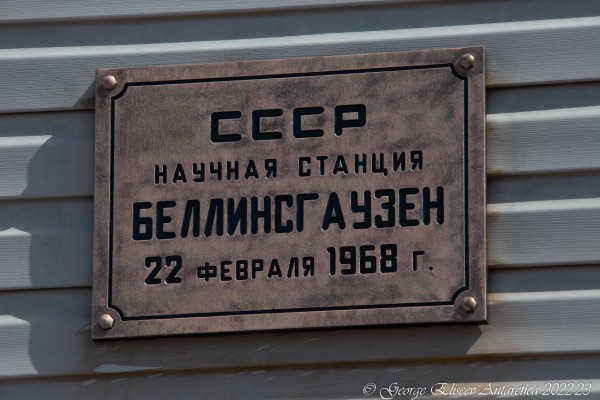 СССР
НАУЧНАЯ СТАНЦИЯ
БЕЛЛИНСГАУЗЕН
22 ФЕВРАЛЯ 1968 Г.
© George Eliseev Antarctica 2022-23